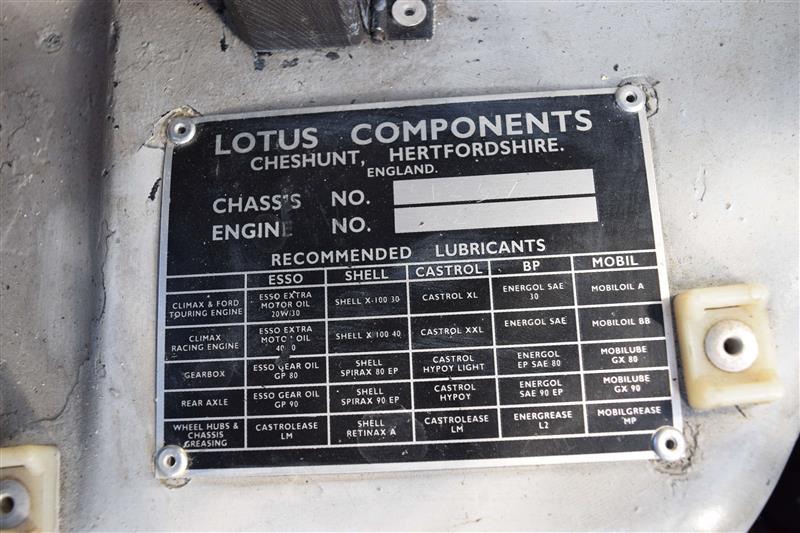 LOTUS COMPONENTS
CHESHUNT, HERTFORDSHIRE.
ENGLAND.
CHASS'S NO.
ENGINE NO.
RECOMMENDED LUBRICANTS
ESSO SHELL CASTROL BP MOBIL
CLIMAX & FORD TOURING ENGINE ESSO EXTRA MOTOR OIL 20W/30 SHELL X-100 30 CASTROL XL ENERGOL SAE 30 MOBILOIL A
CLIMAX RACING ENGINE ESSO EXTRA MOTOR OIL SHELL X 100 40 CASTROL XXL ENERGOL SAE MOBILOIL BB
GEARBOX ESSO GEAR OIL GP 80 SHELL SPIRAX 80 EP CASTROL HYPOY LIGHT ENERGOL EP SAE 80 MOBILUBE GX 80
REAR AXLE ESSO GEAR OIL GP 90 SHELL SPIRAX 90 EP CASTROL HYPOY ENERGOL SAE 90 EP MOBILUBE GX 90
WHEEL HUBS & CHASSIS GREASING CASTROLEASE LM SHELL RETINAX A CASTROLEASE LM ENERGREASE L2 MOBILGREASE MP